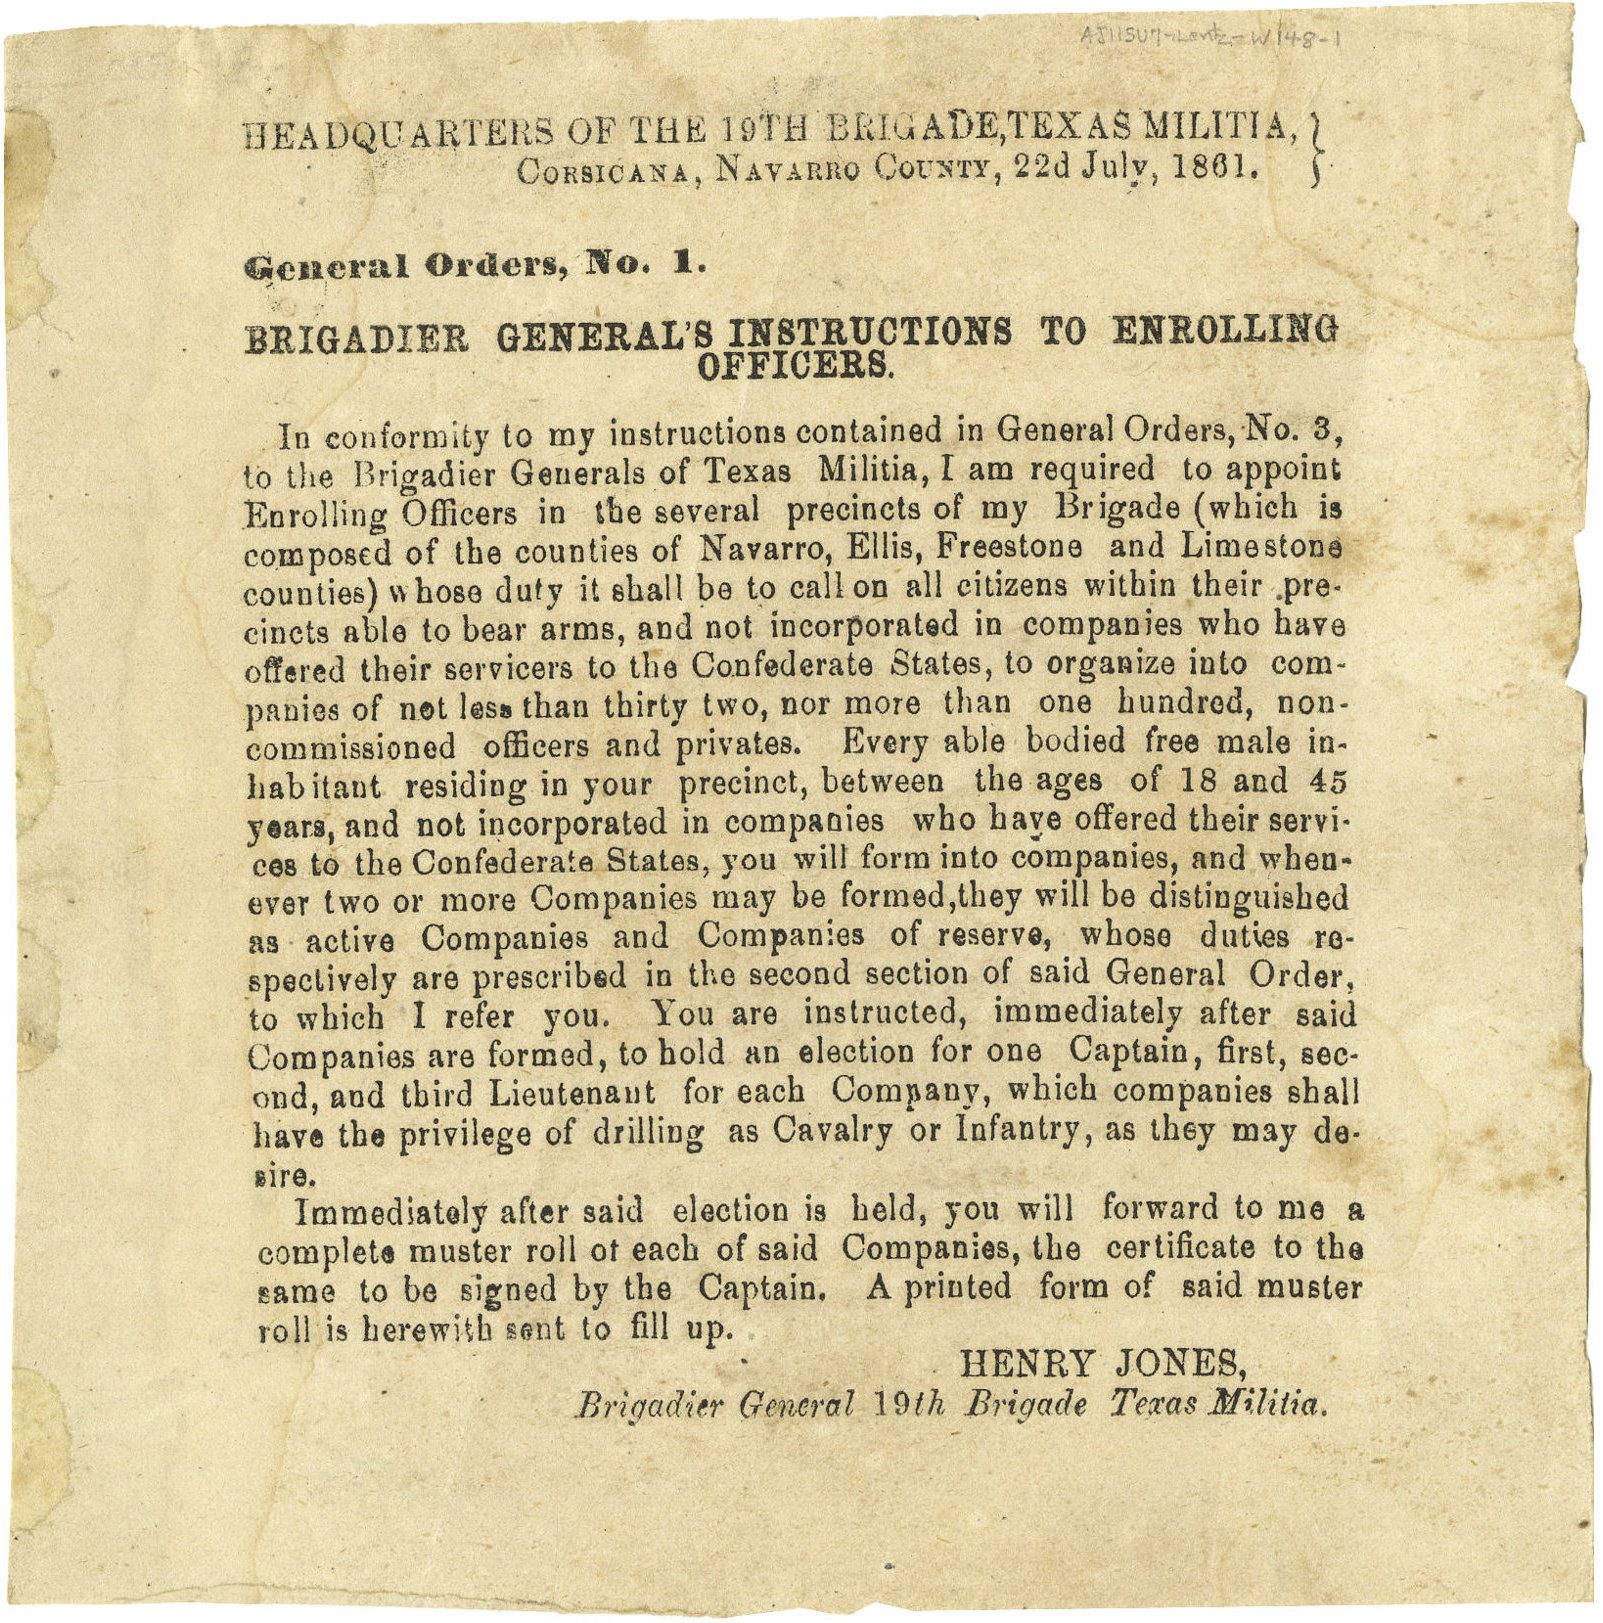 HEADQUARTERS OF THE 19TH BRIGADE, TEXAS MILITIA, }
CORSICANA, NAVARRO COUNTY, 22d July, 1861. }
General Orders, No. 1.
BRIGADIER GENERAL'S INSTRUCTIONS TO ENROLLING
OFFICERS.
In conformity to my instructions contained in General Orders, No. 3,
to the Brigadier Generals of Texas Militia, I am required to appoint
Enrolling Officers in the several precincts of my Brigade (which is
composed of the counties of Navarro, Ellis, Freestone and Limestone
counties) whose duty it shall be to call on all citizens within their pre-
cincts able to bear arms, and not incorporated in companies who have
offered their servicers to the Confederate States, to organize into com-
panies of not less than thirty two, nor more than one hundred, non-
commissioned officers and privates. Every able bodied free male in-
habitant residing in your precinct, between the ages of 18 and 45
years, and not incorporated in companies who have offered their servi-
ces to the Confederate States, you will form into companies, and when-
ever two or more Companies may be formed, they will be distinguished
as active Companies and Companies of reserve, whose duties re-
spectively are prescribed in the second section of said General Order,
to which I refer you. You are instructed, immediately after said
Companies are formed, to hold an election for one Captain, first, sec-
ond, and third Lieutenant for each Company, which companies shall
have the privilege of drilling as Cavalry or Infantry, as they may de-
sire.
Immediately after said election is held, you will forward to me a
complete muster roll of each of said Companies, the certificate to the
same to be signed by the Captain. A printed form of said muster
roll is herewith sent to fill up.
HENRY JONES,
Brigadier General 19th Brigade Texas Militia.